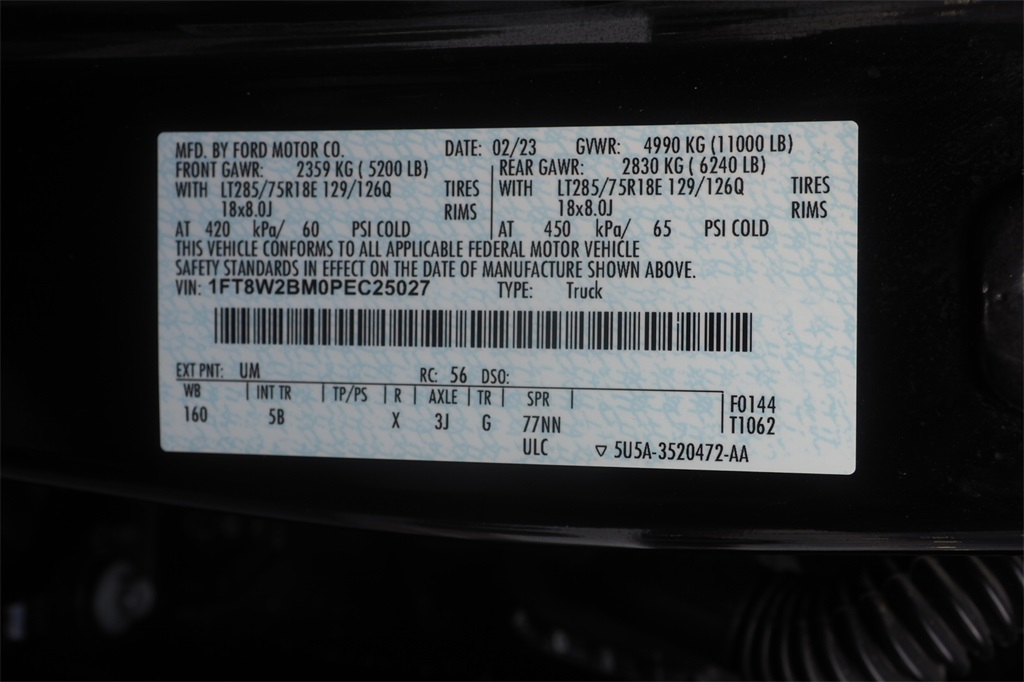 MFD. BY FORD MOTOR CO. DATE: 02/23 GVWR: 4990 KG (11000 LB)
FRONT GAWR: 2359 KG ( 5200 LB) REAR GAWR: 2830 KG ( 6240 LB)
WITH LT285/75R18E 129/126Q TIRES WITH LT285/75R18E 129/126Q TIRES
18x8.0J RIMS 18x8.0J RIMS
AT 420 kPa/ 60 PSI COLD AT 450 kPa/ 65 PSI COLD
THIS VEHICLE CONFORMS TO ALL APPLICABLE FEDERAL MOTOR VEHICLE
SAFETY STANDARDS IN EFFECT ON THE DATE OF MANUFACTURE SHOWN ABOVE.
VIN: 1FT8W2BM0PEC25027 TYPE: Truck
EXT PNT: UM RC: 56 DSO:
WB INT TR TP/PS R AXLE TR SPR F0144
160 5B X 3J G 77NN T1062
ULC ▽ 5U5A-3520472-AA